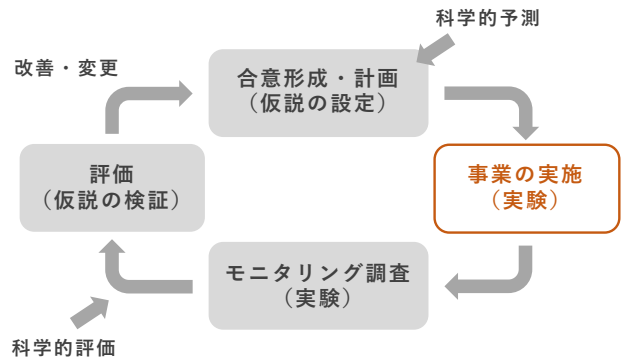 科学的予測
改善・変更
合意形成・計画
（仮説の設定）
事業の実施
（実験）
評価
（仮説の検証）
モニタリング調査
（実験）
科学的評価